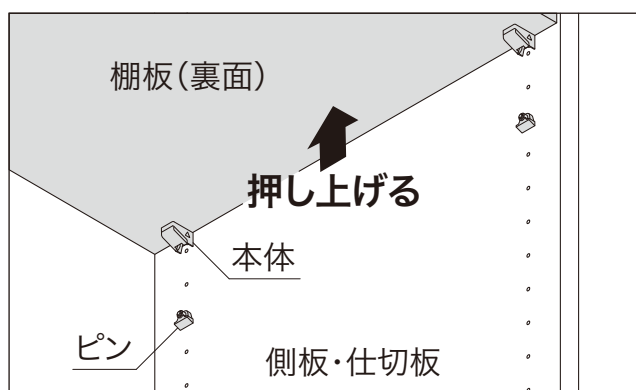 棚板（裏面）
押し上げる
本体
ピン
側板・仕切板